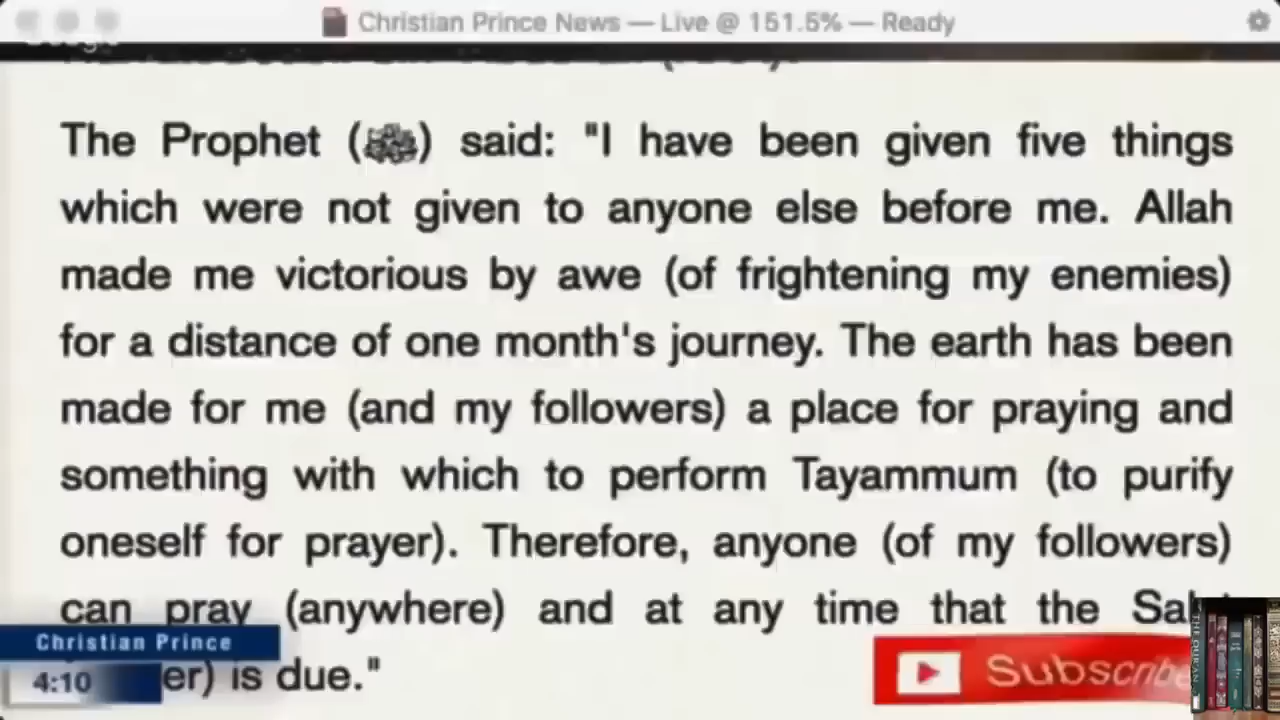 Christian Prince News — Live @ 151.5% — Ready
The Prophet (ﷺ) said: "I have been given five things
which were not given to anyone else before me. Allah
made me victorious by awe (of frightening my enemies)
for a distance of one month's journey. The earth has been
made for me (and my followers) a place for praying and
something with which to perform Tayammum (to purify
oneself for prayer). Therefore, anyone (of my followers)
can pray (anywhere) and at any time that the
er) is due."
Christian Prince
4:10
Subscribe
THE QURAN